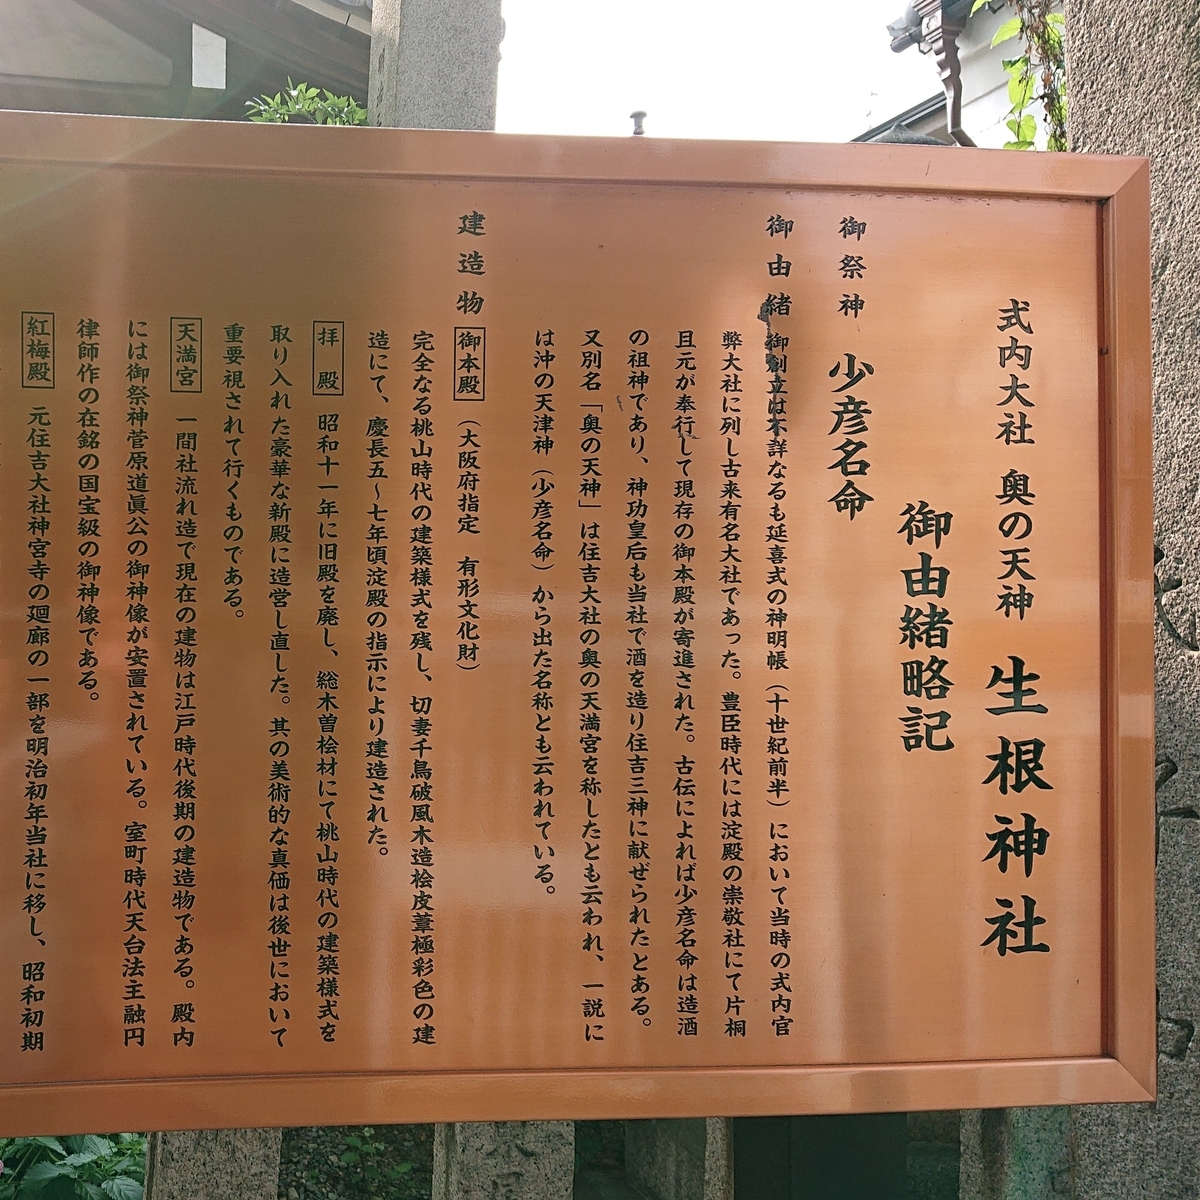 式内大社 奥の天神 生根神社
御由緒略記
御祭神 少彦名命
御由緒 御創立は不詳なるも延喜式の神明帳（十世紀前半）において当時の式内官
弊大社に列し古来有名大社であった。豊臣時代には淀殿の崇敬社にて片桐
且元が奉行して現存の御本殿が寄進された。古伝によれば少彦名命は造酒
の祖神であり、神功皇后も当社で酒を造り住吉三神に献ぜられたとある。
又別名「奥の天神」は住吉大社の奥の天満宮を称したとも云われ、一説に
は沖の天津神（少彦名命）から出た名称とも云われている。
建造物 御本殿（大阪府指定 有形文化財）
完全なる桃山時代の建築様式を残し、切妻千鳥破風木造桧皮葺極彩色の建
造にて、慶長五～七年頃淀殿の指示により建造された。
拝殿 昭和十一年に旧殿を廃し、総木曽桧材にて桃山時代の建築様式を
取り入れた豪華な新殿に造営し直した。其の美術的な真価は後世において
重要視されて行くものである。
天満宮 一間社流れ造で現在の建物は江戸時代後期の建造物である。殿内
には御祭神菅原道眞公の御神像が安置されている。室町時代天台法主融円
律師作の在銘の国宝級の御神像である。
紅梅殿 元住吉大社神宮寺の廻廊の一部を明治初年当社に移し、昭和初期